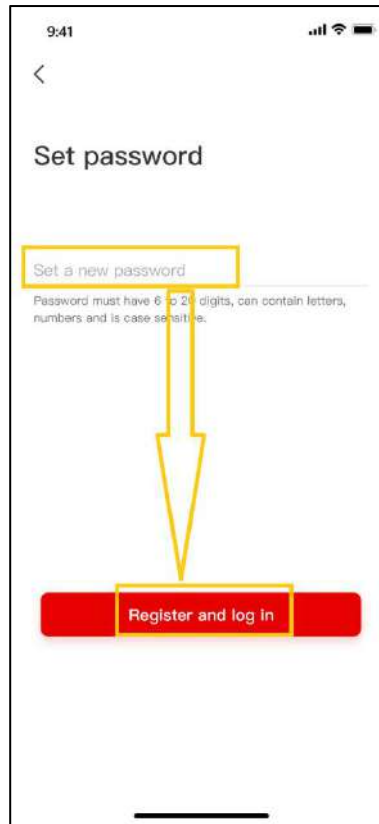 9:41
Set password
Set a new password
Password must have 6 to 20 digits, can contain letters,
numbers and is case sensitive.
Register and log in